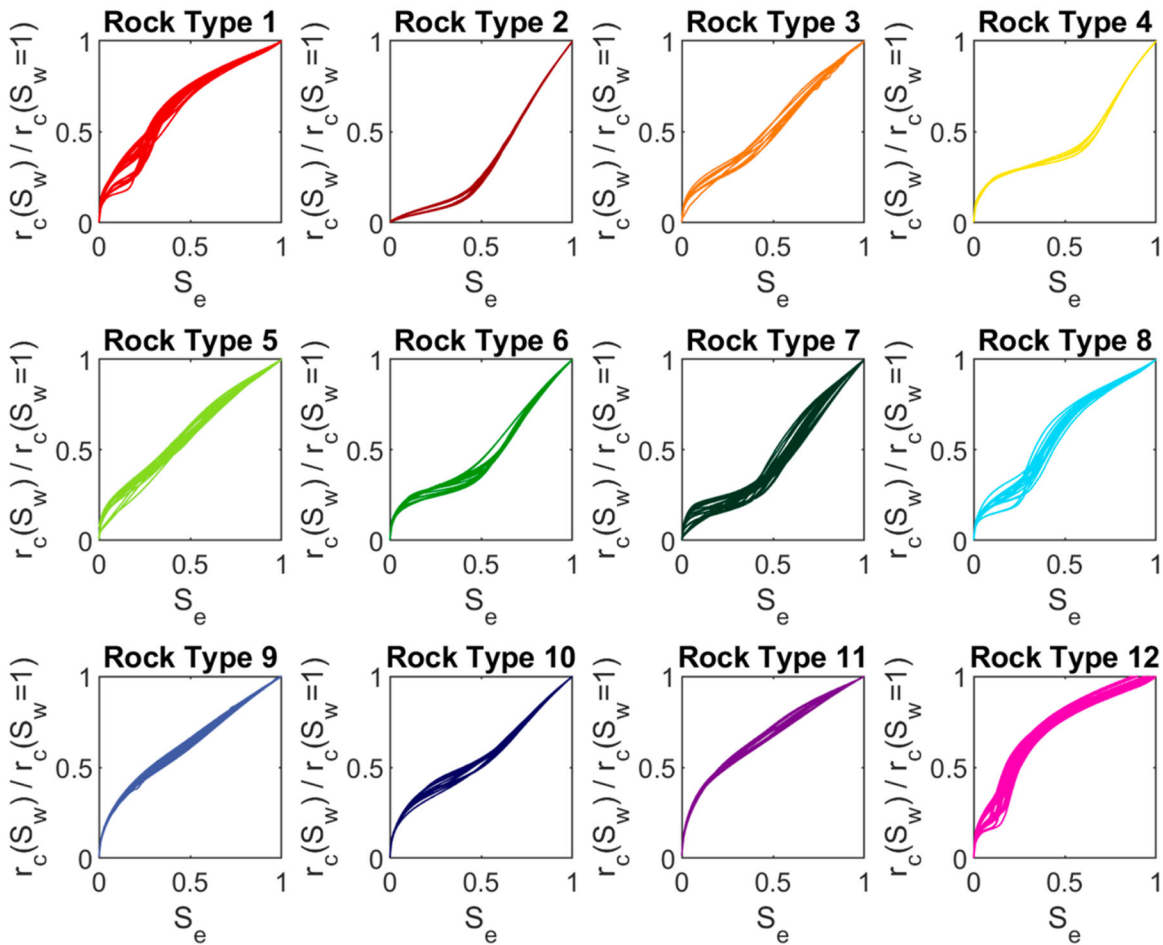 Rock Type 1
r_c(S_w) / r_c(S_w=1)
1
0.5
0
0 0.5 1
S_e
Rock Type 2
r_c(S_w) / r_c(S_w=1)
1
0.5
0
0 0.5 1
S_e
Rock Type 3
r_c(S_w) / r_c(S_w=1)
1
0.5
0
0 0.5 1
S_e
Rock Type 4
r_c(S_w) / r_c(S_w=1)
1
0.5
0
0 0.5 1
S_e
Rock Type 5
r_c(S_w) / r_c(S_w=1)
1
0.5
0
0 0.5 1
S_e
Rock Type 6
r_c(S_w) / r_c(S_w=1)
1
0.5
0
0 0.5 1
S_e
Rock Type 7
r_c(S_w) / r_c(S_w=1)
1
0.5
0
0 0.5 1
S_e
Rock Type 8
r_c(S_w) / r_c(S_w=1)
1
0.5
0
0 0.5 1
S_e
Rock Type 9
r_c(S_w) / r_c(S_w=1)
1
0.5
0
0 0.5 1
S_e
Rock Type 10
r_c(S_w) / r_c(S_w=1)
1
0.5
0
0 0.5 1
S_e
Rock Type 11
r_c(S_w) / r_c(S_w=1)
1
0.5
0
0 0.5 1
S_e
Rock Type 12
r_c(S_w) / r_c(S_w=1)
1
0.5
0
0 0.5 1
S_e